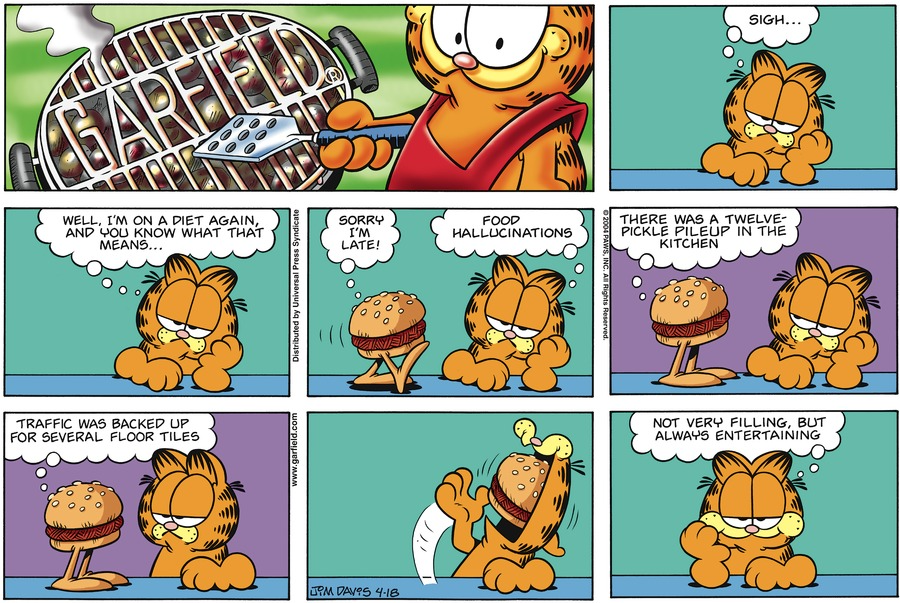 GARFIELD®
SIGH...
WELL, I'M ON A DIET AGAIN,
AND YOU KNOW WHAT THAT
MEANS...
Distributed by Universal Press Syndicate
SORRY
I'M
LATE!
FOOD
HALLUCINATIONS
© 2004 PAWS, INC. All Rights Reserved.
THERE WAS A TWELVE-
PICKLE PILEUP IN THE
KITCHEN
TRAFFIC WAS BACKED UP
FOR SEVERAL FLOOR TILES
www.garfield.com
JIM DAVIS 4-18
NOT VERY FILLING, BUT
ALWAYS ENTERTAINING